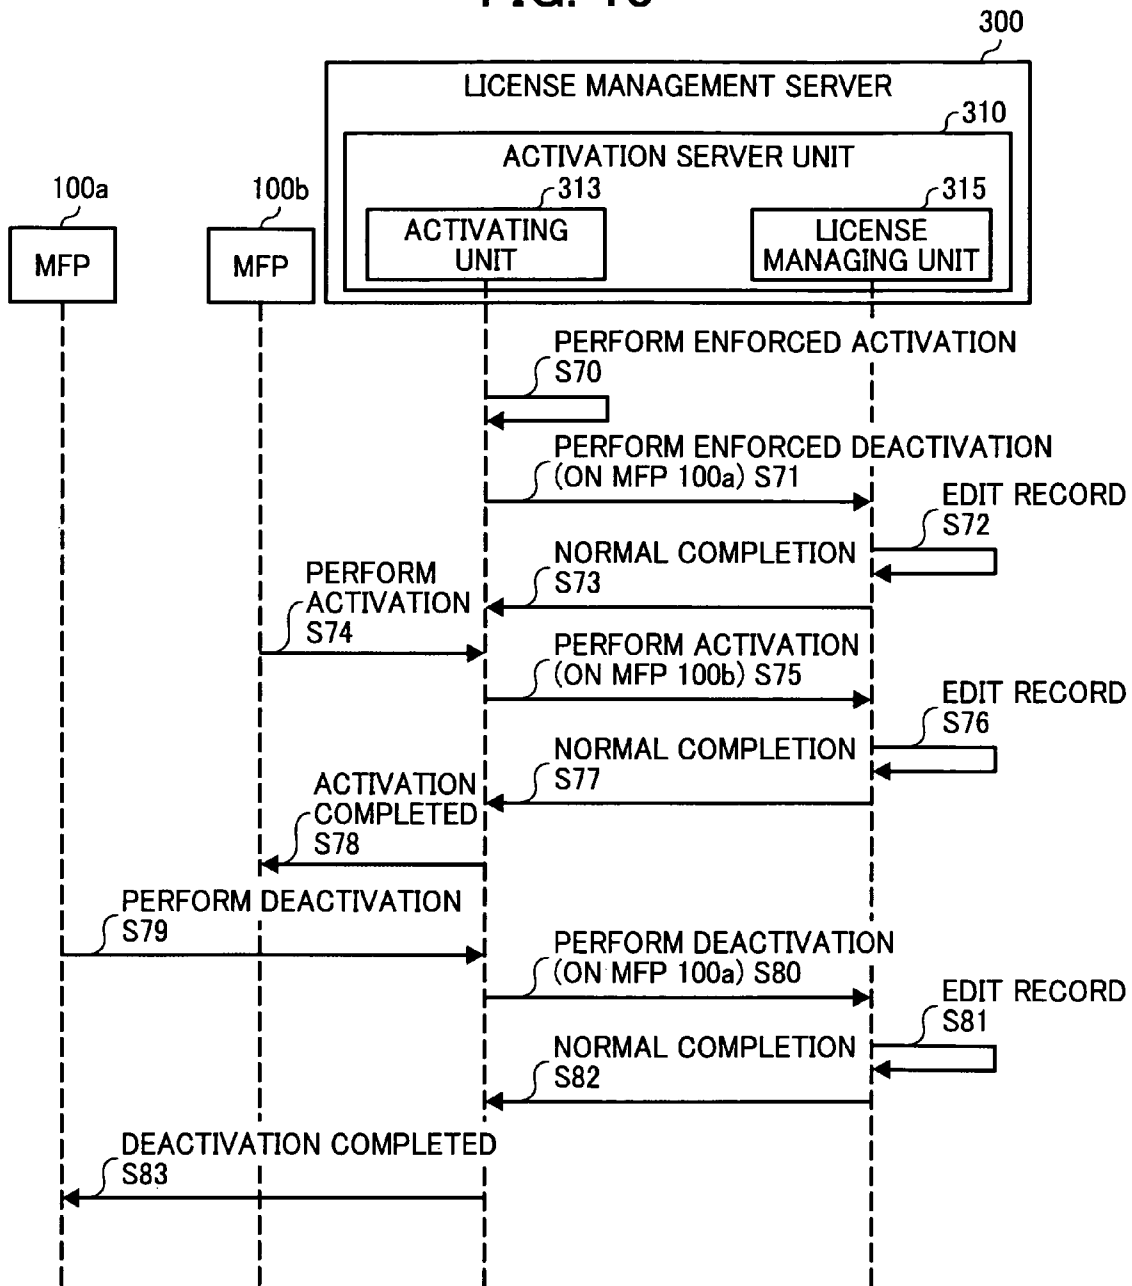 300
LICENSE MANAGEMENT SERVER
310
ACTIVATION SERVER UNIT
100a
100b
313
315
MFP
MFP
ACTIVATING
UNIT
LICENSE
MANAGING UNIT
PERFORM ENFORCED ACTIVATION
S70
PERFORM ENFORCED DEACTIVATION
(ON MFP 100a) S71
EDIT RECORD
S72
NORMAL COMPLETION
S73
PERFORM
ACTIVATION
S74
PERFORM ACTIVATION
(ON MFP 100b) S75
EDIT RECORD
S76
NORMAL COMPLETION
S77
ACTIVATION
COMPLETED
S78
PERFORM DEACTIVATION
S79
PERFORM DEACTIVATION
(ON MFP 100a) S80
EDIT RECORD
S81
NORMAL COMPLETION
S82
DEACTIVATION COMPLETED
S83